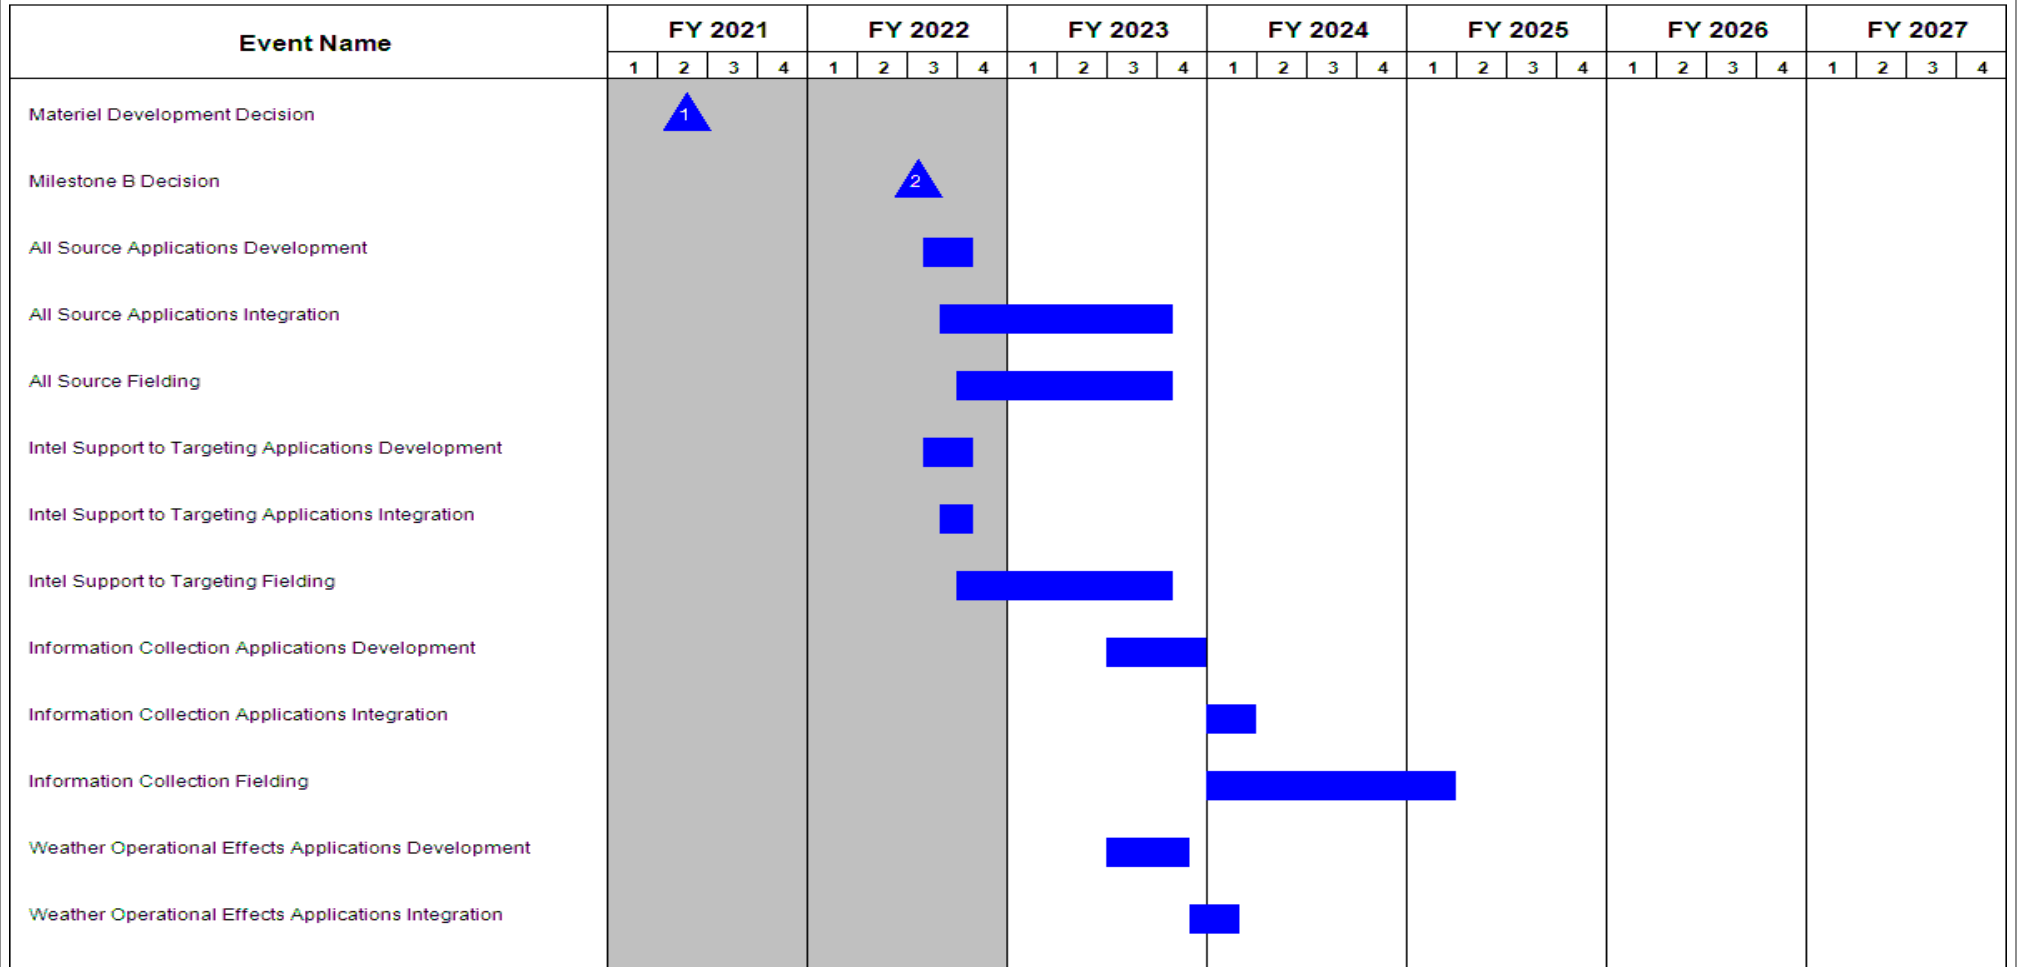 Event Name FY 2021 FY 2022 FY 2023 FY 2024 FY 2025 FY 2026 FY 2027
1 2 3 4 1 2 3 4 1 2 3 4 1 2 3 4 1 2 3 4 1 2 3 4 1 2 3 4
Materiel Development Decision 1
Milestone B Decision 2
All Source Applications Development
All Source Applications Integration
All Source Fielding
Intel Support to Targeting Applications Development
Intel Support to Targeting Applications Integration
Intel Support to Targeting Fielding
Information Collection Applications Development
Information Collection Applications Integration
Information Collection Fielding
Weather Operational Effects Applications Development
Weather Operational Effects Applications Integration